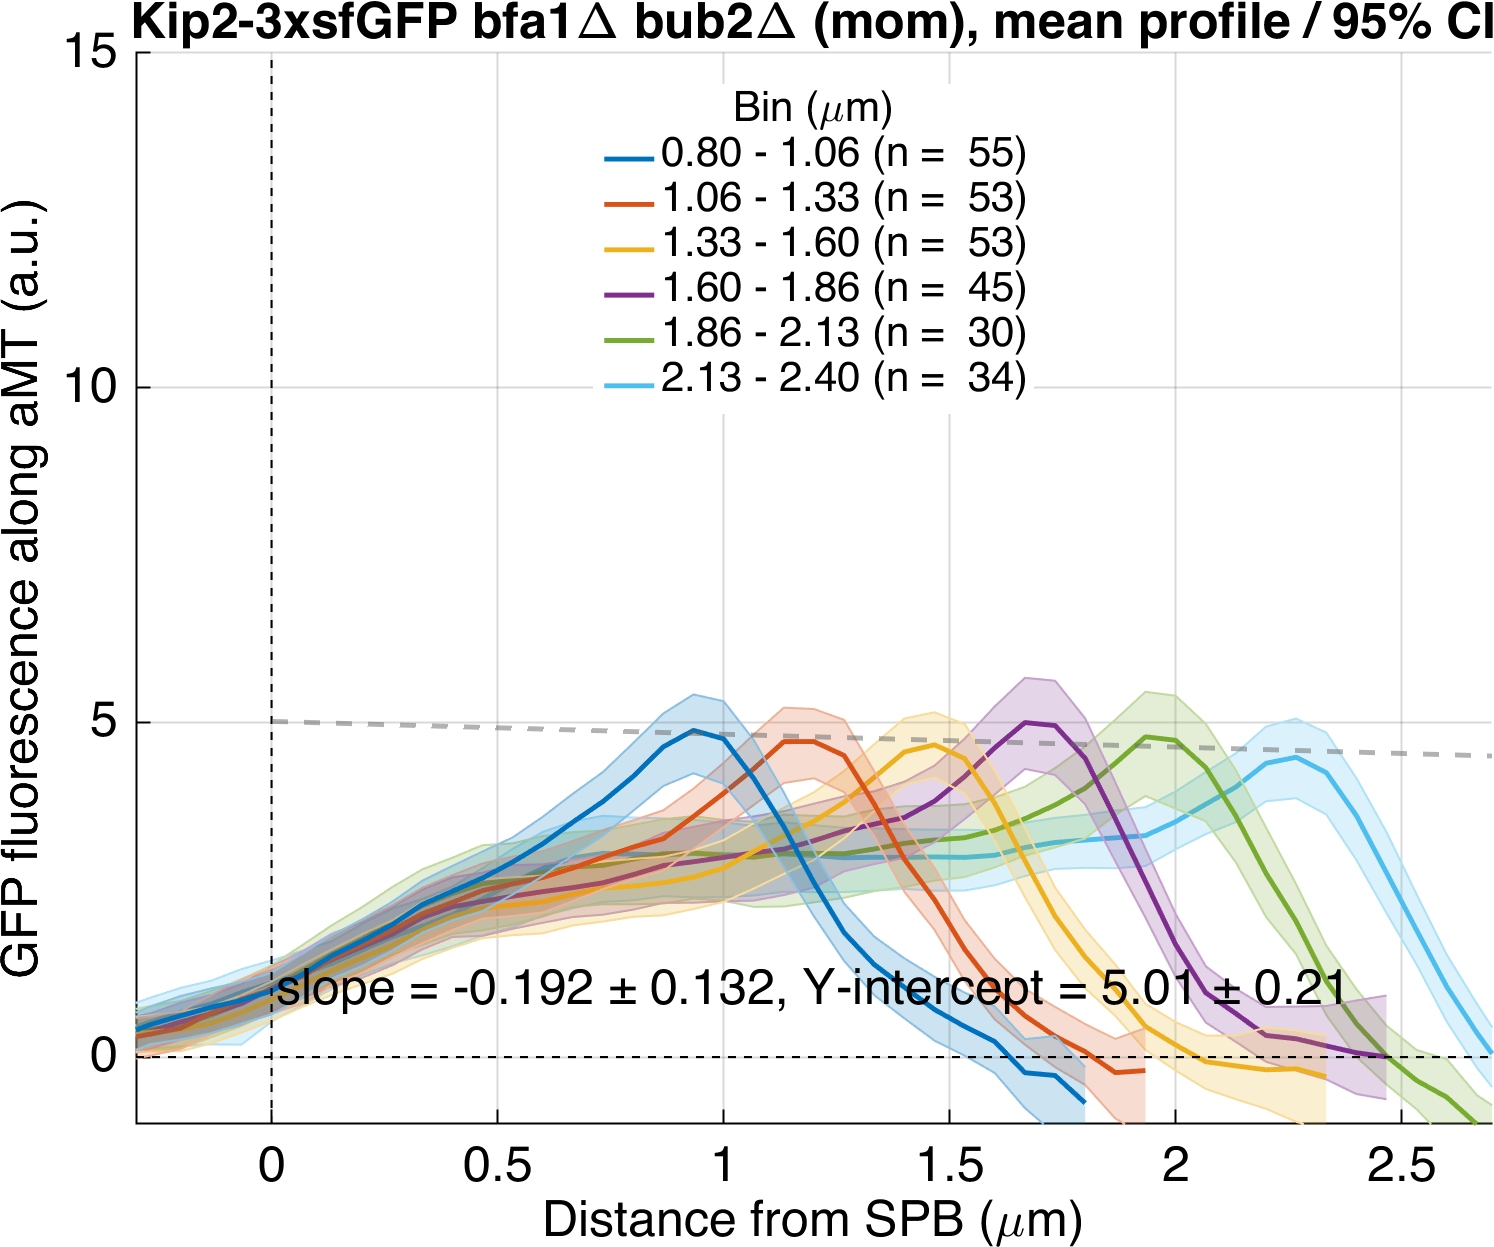 Kip2-3xsfGFP bfa1Δ bub2Δ (mom), mean profile / 95% CI
15
10
5
0
GFP fluorescence along aMT (a.u.)
Bin (μm)
0.80 - 1.06 (n =  55)
1.06 - 1.33 (n =  53)
1.33 - 1.60 (n =  53)
1.60 - 1.86 (n =  45)
1.86 - 2.13 (n =  30)
2.13 - 2.40 (n =  34)
slope = -0.192 ± 0.132, Y-intercept = 5.01 ± 0.21
0 0.5 1 1.5 2 2.5
Distance from SPB (μm)